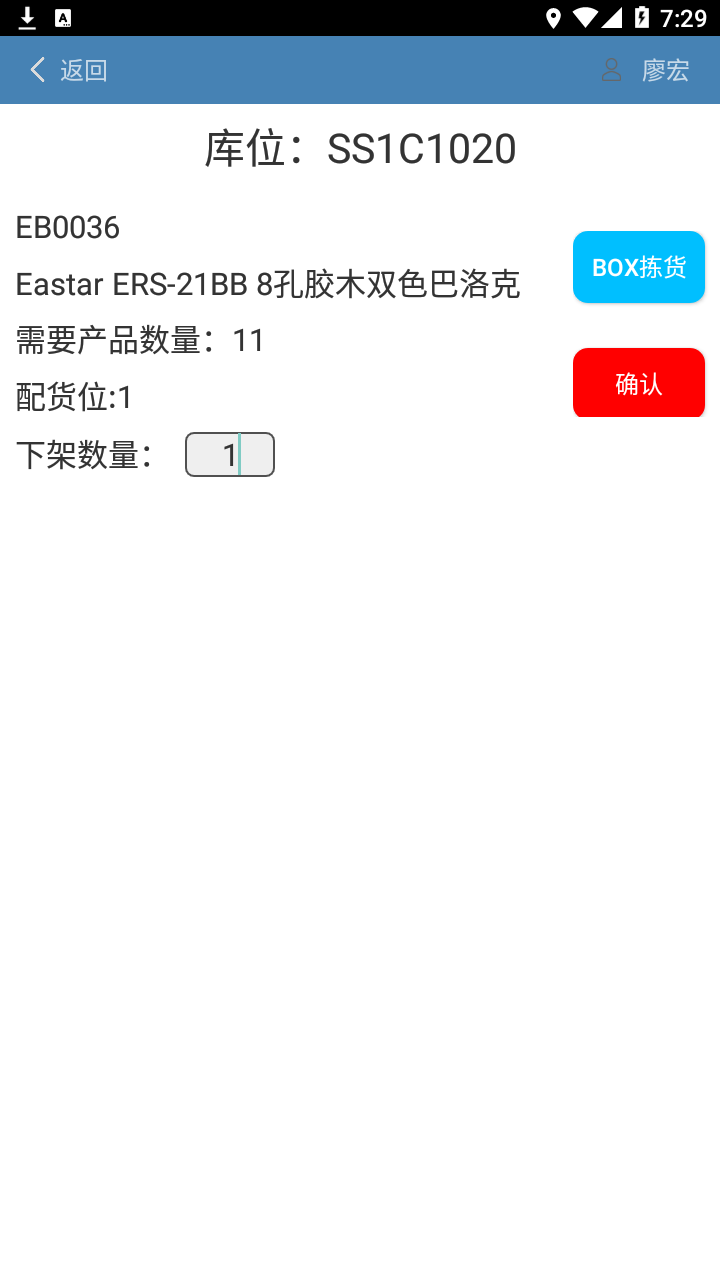 7:29
返回
廖宏
库位：SS1C1020
EB0036
BOX拣货
Eastar ERS-21BB 8孔胶木双色巴洛克
需要产品数量：11
确认
配货位:1
下架数量：
1